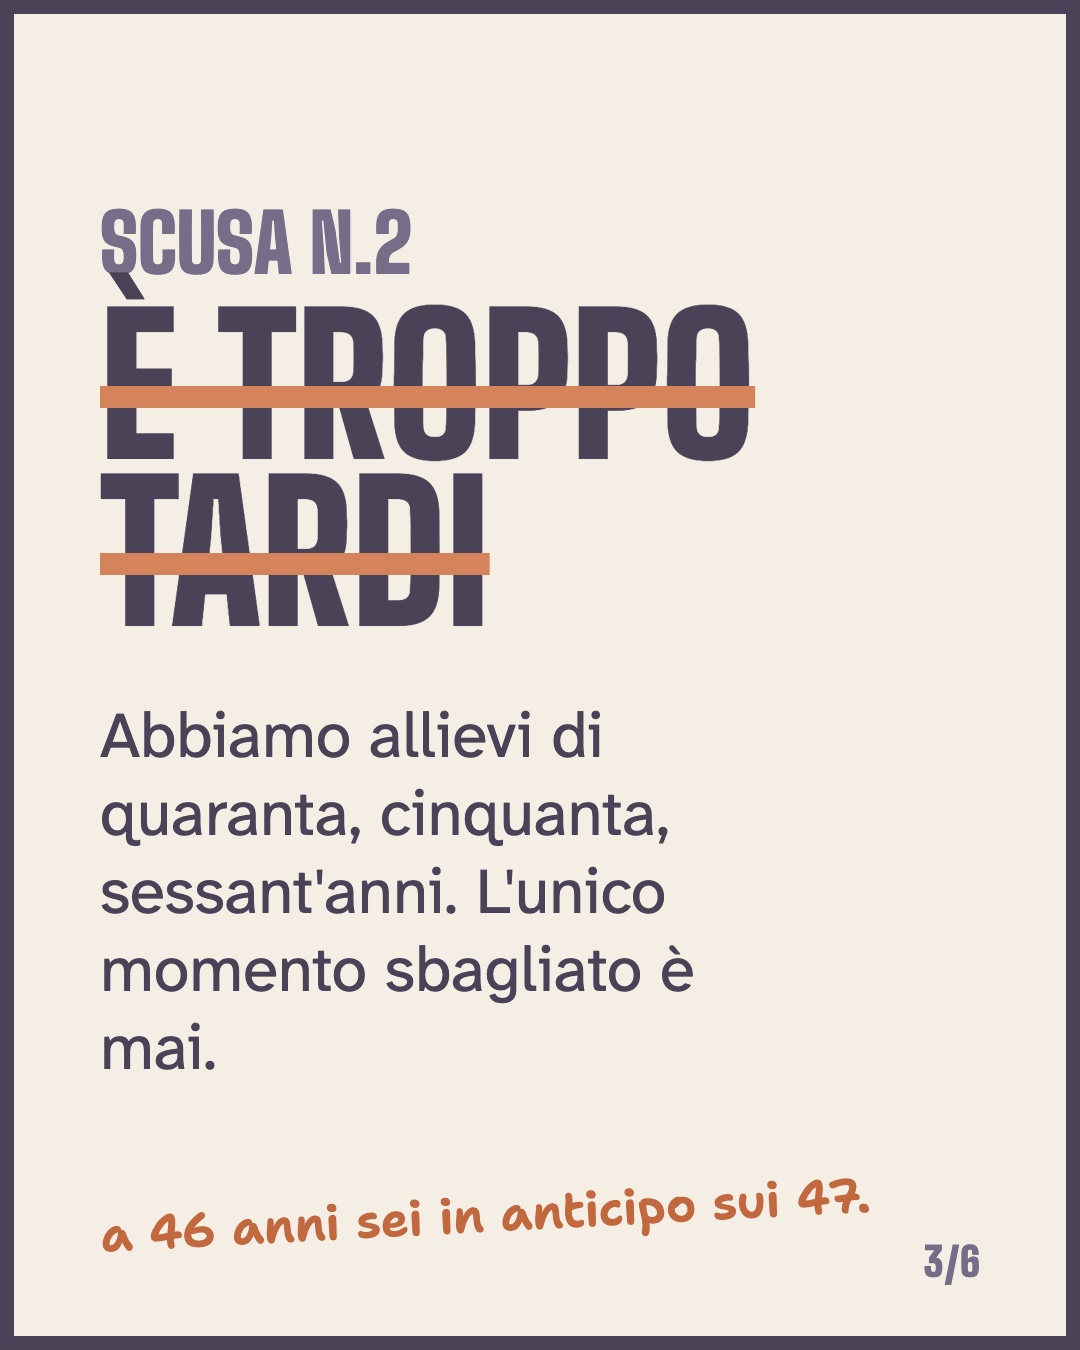 SCUSA N.2
È TROPPO
TARDI
Abbiamo allievi di
quaranta, cinquanta,
sessant'anni. L'unico
momento sbagliato è
mai.
a 46 anni sei in anticipo sui 47.
3/6